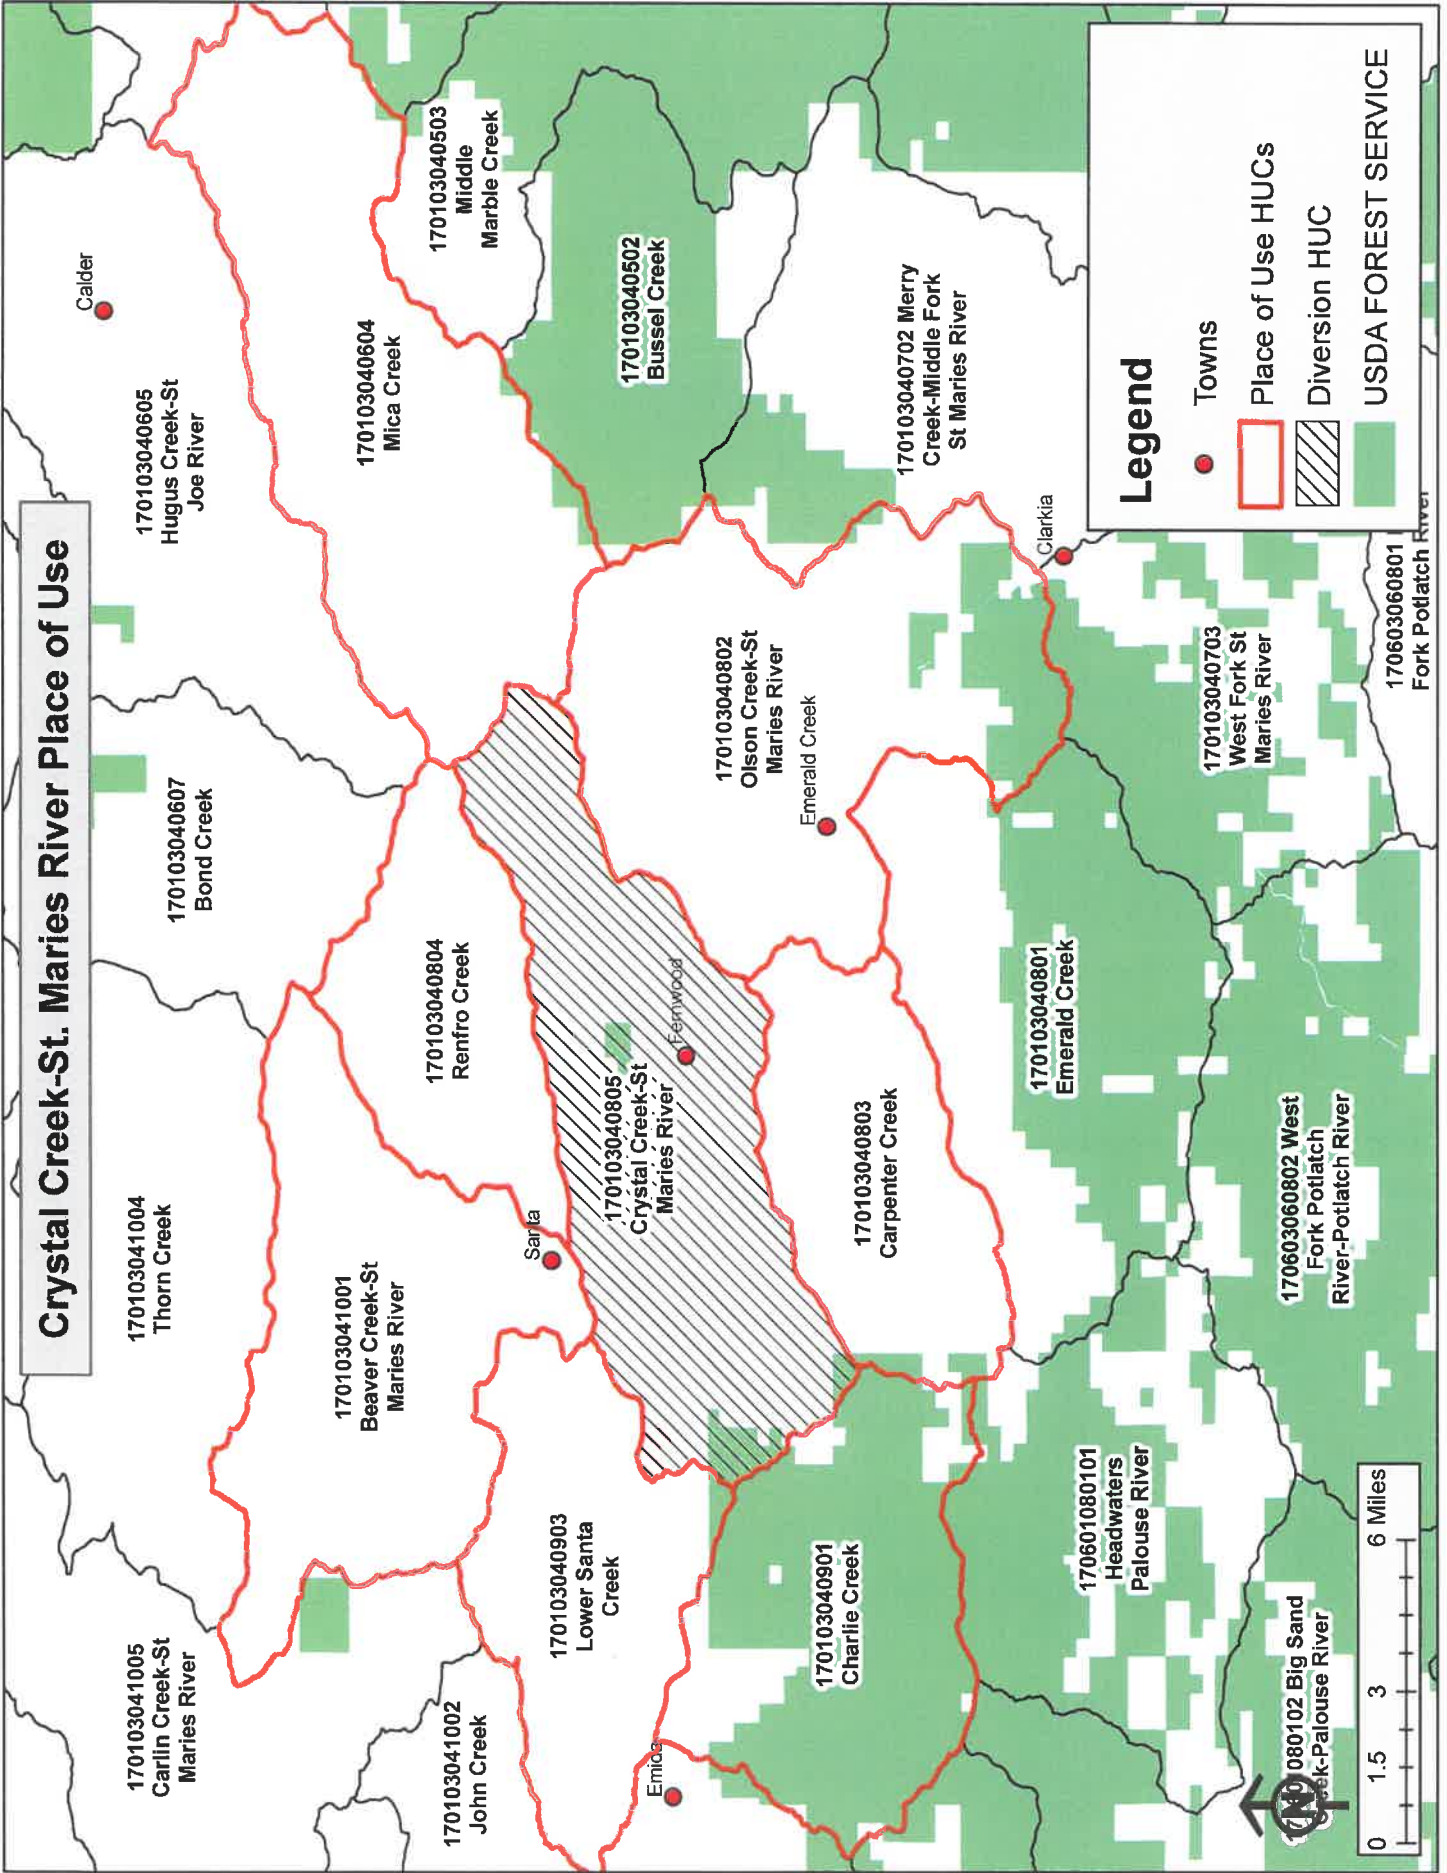 Crystal Creek-St. Maries River Place of Use
Calder
170103040605
Hugus Creek-St
Joe River
170103040607
Bond Creek
170103041004
Thorn Creek
170103041005
Carlin Creek-St
Maries River
170103040604
Mica Creek
170103040503
Middle
Marble Creek
170103040804
Renfro Creek
170103041001
Beaver Creek-St
Maries River
170103041002
John Creek
Santa
170103040903
Lower Santa
Creek
170103040502
Bussel Creek
170103040805
Crystal Creek-St
Maries River
Fernwood
Emida
170103040802
Olson Creek-St
Maries River
Emerald Creek
170103040803
Carpenter Creek
170103040901
Charlie Creek
170103040702 Merry
Creek-Middle Fork
St Maries River
Clarkia
170103040801
Emerald Creek
170601080101
Headwaters
Palouse River
170103040703
West Fork St
Maries River
170603060802 West
Fork Potlatch
River-Potlatch River
080102 Big Sand
-Palouse River
170603060801
Fork Potlatch River
N
0 1.5 3 6 Miles
Legend
Towns
Place of Use HUCs
Diversion HUC
USDA FOREST SERVICE